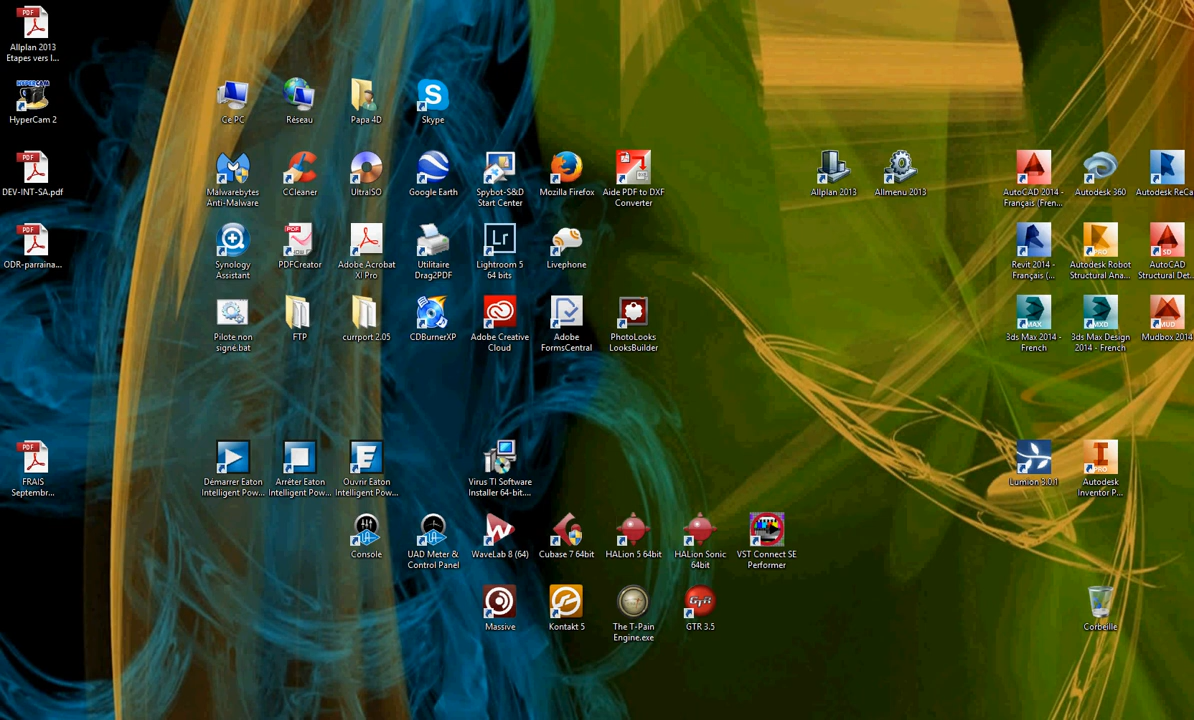 Allplan 2013
Etapes vers l...
Ce PC
Réseau
Papa 4D
Skype
HyperCam 2
Malwarebytes
Anti-Malware
CCleaner
UltraISO
Google Earth
Spybot-S&D
Start Center
Mozilla Firefox
Aide PDF to DXF
Converter
Allplan 2013
Allmenu 2013
AutoCAD 2014 -
Français (Fren...
Autodesk 360
Autodesk ReCa
DEV-INT-SA.pdf
Synology
Assistant
PDFCreator
Adobe Acrobat
XI Pro
Utilitaire
Drag2PDF
Lightroom 5
64 bits
Livephone
Revit 2014 -
Français (...
Autodesk Robot
Structural Ana...
AutoCAD
Structural Det...
ODR-parraina...
Pilote non
signe.bat
FTP
currport 2.05
CDBurnerXP
Adobe Creative
Cloud
Adobe
FormsCentral
PhotoLooks
LooksBuilder
3ds Max 2014 -
French
3ds Max Design
2014 - French
Mudbox 2014
FRAIS
Septembr...
Démarrer Eaton
Intelligent Pow...
Arrêter Eaton
Intelligent Pow...
Ouvrir Eaton
Intelligent Pow...
Virus TI Software
Installer 64-bit....
Lumion 3.0.1
Autodesk
Inventor P...
Console
UAD Meter &
Control Panel
WaveLab 8 (64)
Cubase 7 64bit
HALion 5 64bit
HALion Sonic
64bit
VST Connect SE
Performer
Massive
Kontakt 5
The T-Pain
Engine.exe
GTR 3.5
Corbeille